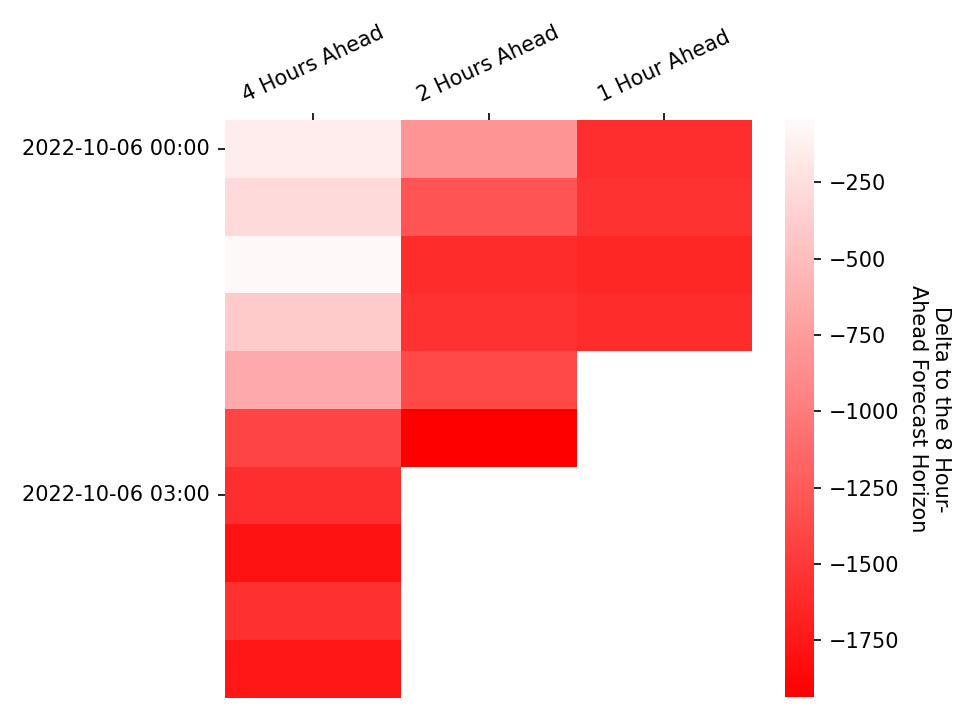 4 Hours Ahead
2 Hours Ahead
1 Hour Ahead
2022-10-06 00:00
2022-10-06 03:00
−250
−500
−750
−1000
−1250
−1500
−1750
Delta to the 8 Hour-
Ahead Forecast Horizon